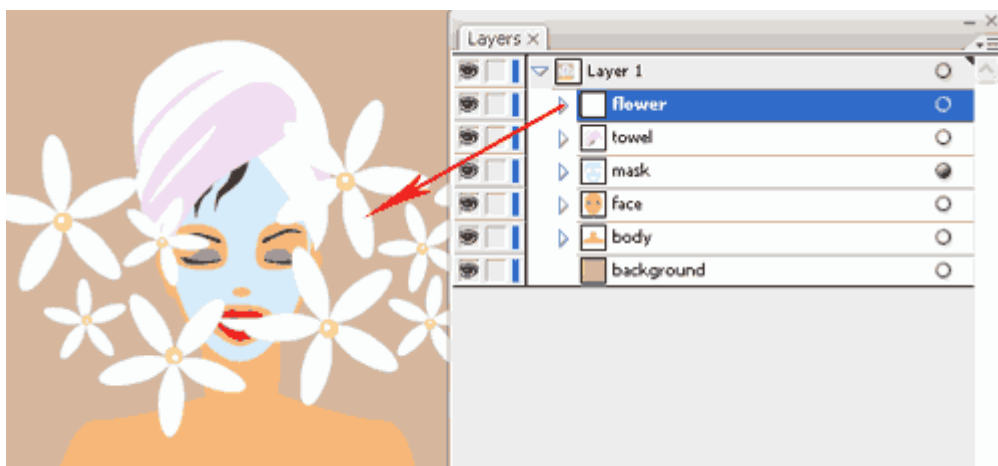 Layers ×
Layer 1
flower
towel
mask
face
body
background